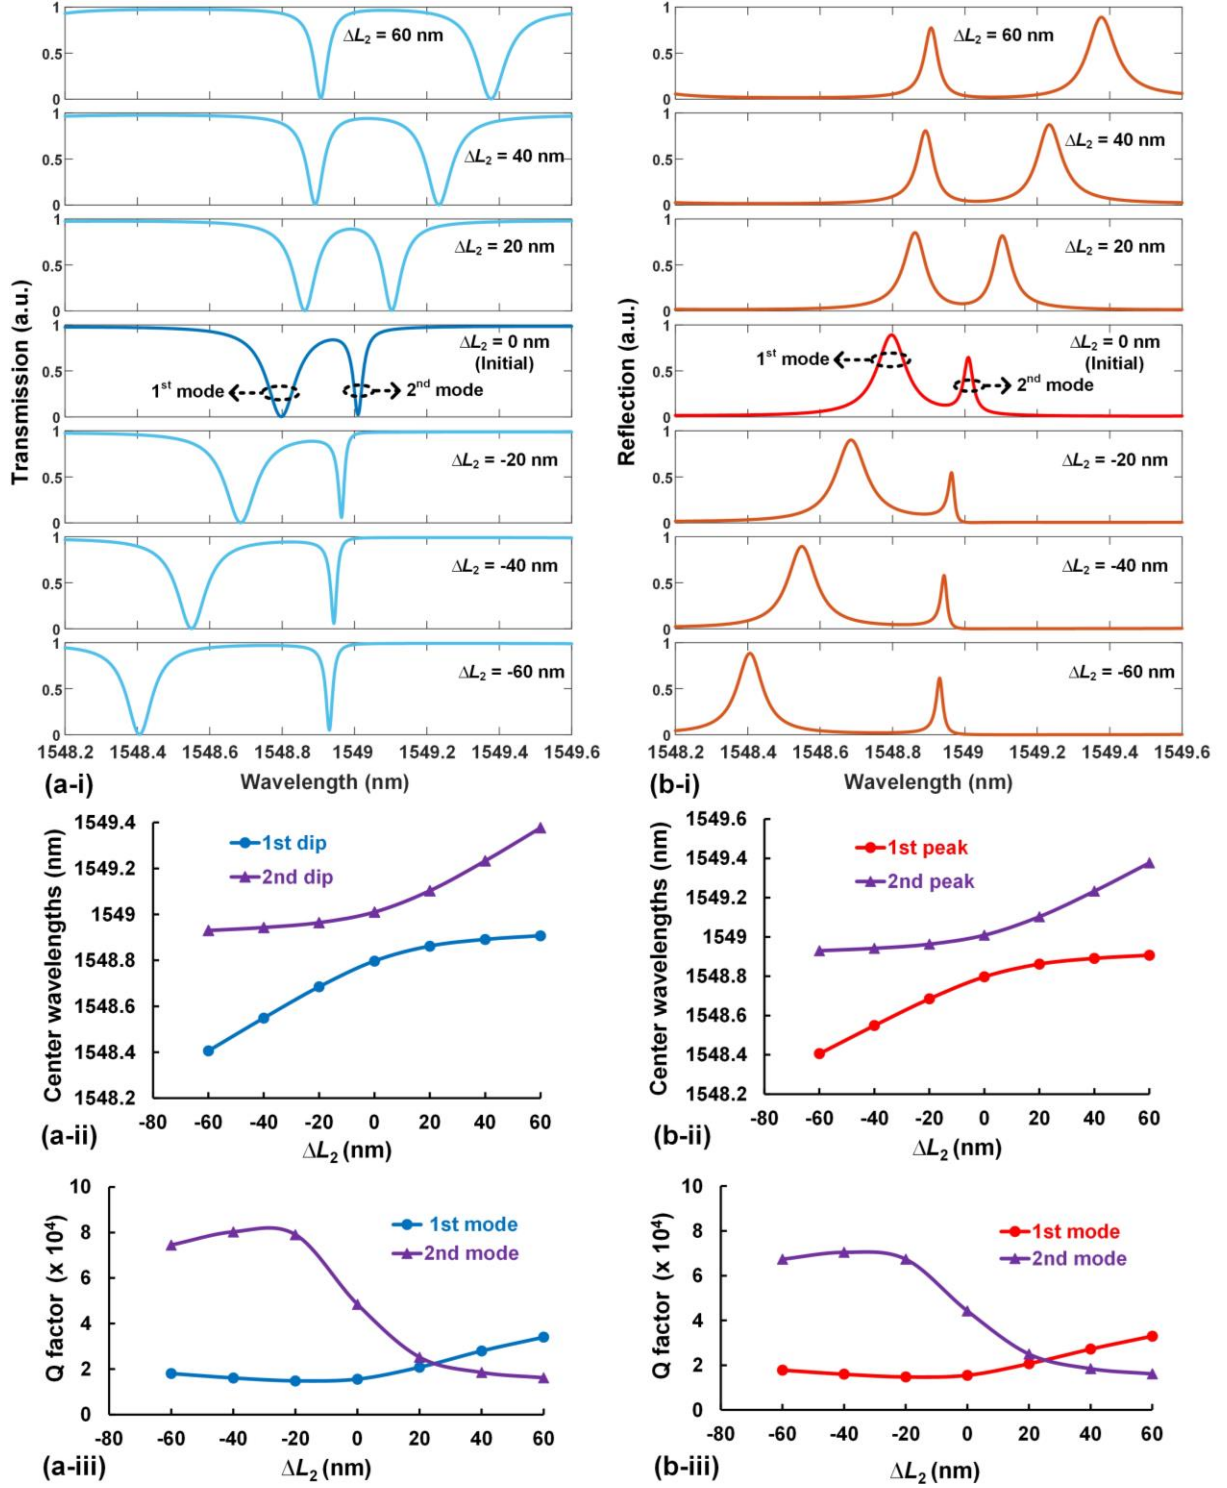 1
0.5
0
ΔL2 = 60 nm
1
0.5
0
ΔL2 = 40 nm
1
0.5
0
ΔL2 = 20 nm
1
0.5
0
ΔL2 = 0 nm
(Initial)
1st mode
2nd mode
1
0.5
0
ΔL2 = -20 nm
1
0.5
0
ΔL2 = -40 nm
1
0.5
0
ΔL2 = -60 nm
Transmission (a.u.)
1548.2 1548.4 1548.6 1548.8 1549 1549.2 1549.4 1549.6
(a-i) Wavelength (nm)
1
0.5
0
ΔL2 = 60 nm
1
0.5
0
ΔL2 = 40 nm
1
0.5
0
ΔL2 = 20 nm
1
0.5
0
ΔL2 = 0 nm
(Initial)
1st mode
2nd mode
1
0.5
0
ΔL2 = -20 nm
1
0.5
0
ΔL2 = -40 nm
1
0.5
0
ΔL2 = -60 nm
Reflection (a.u.)
1548.2 1548.4 1548.6 1548.8 1549 1549.2 1549.4 1549.6
(b-i) Wavelength (nm)
Center wavelengths (nm)
1549.4
1549.2
1549
1548.8
1548.6
1548.4
1548.2
1st dip
2nd dip
-80 -60 -40 -20 0 20 40 60
(a-ii) ΔL2 (nm)
Center wavelengths (nm)
1549.6
1549.4
1549.2
1549
1548.8
1548.6
1548.4
1548.2
1st peak
2nd peak
-80 -60 -40 -20 0 20 40 60
(b-ii) ΔL2 (nm)
Q factor (x 10^4)
10
8
6
4
2
0
1st mode
2nd mode
-80 -60 -40 -20 0 20 40 60
(a-iii) ΔL2 (nm)
Q factor (x 10^4)
10
8
6
4
2
0
1st mode
2nd mode
-80 -60 -40 -20 0 20 40 60
(b-iii) ΔL2 (nm)